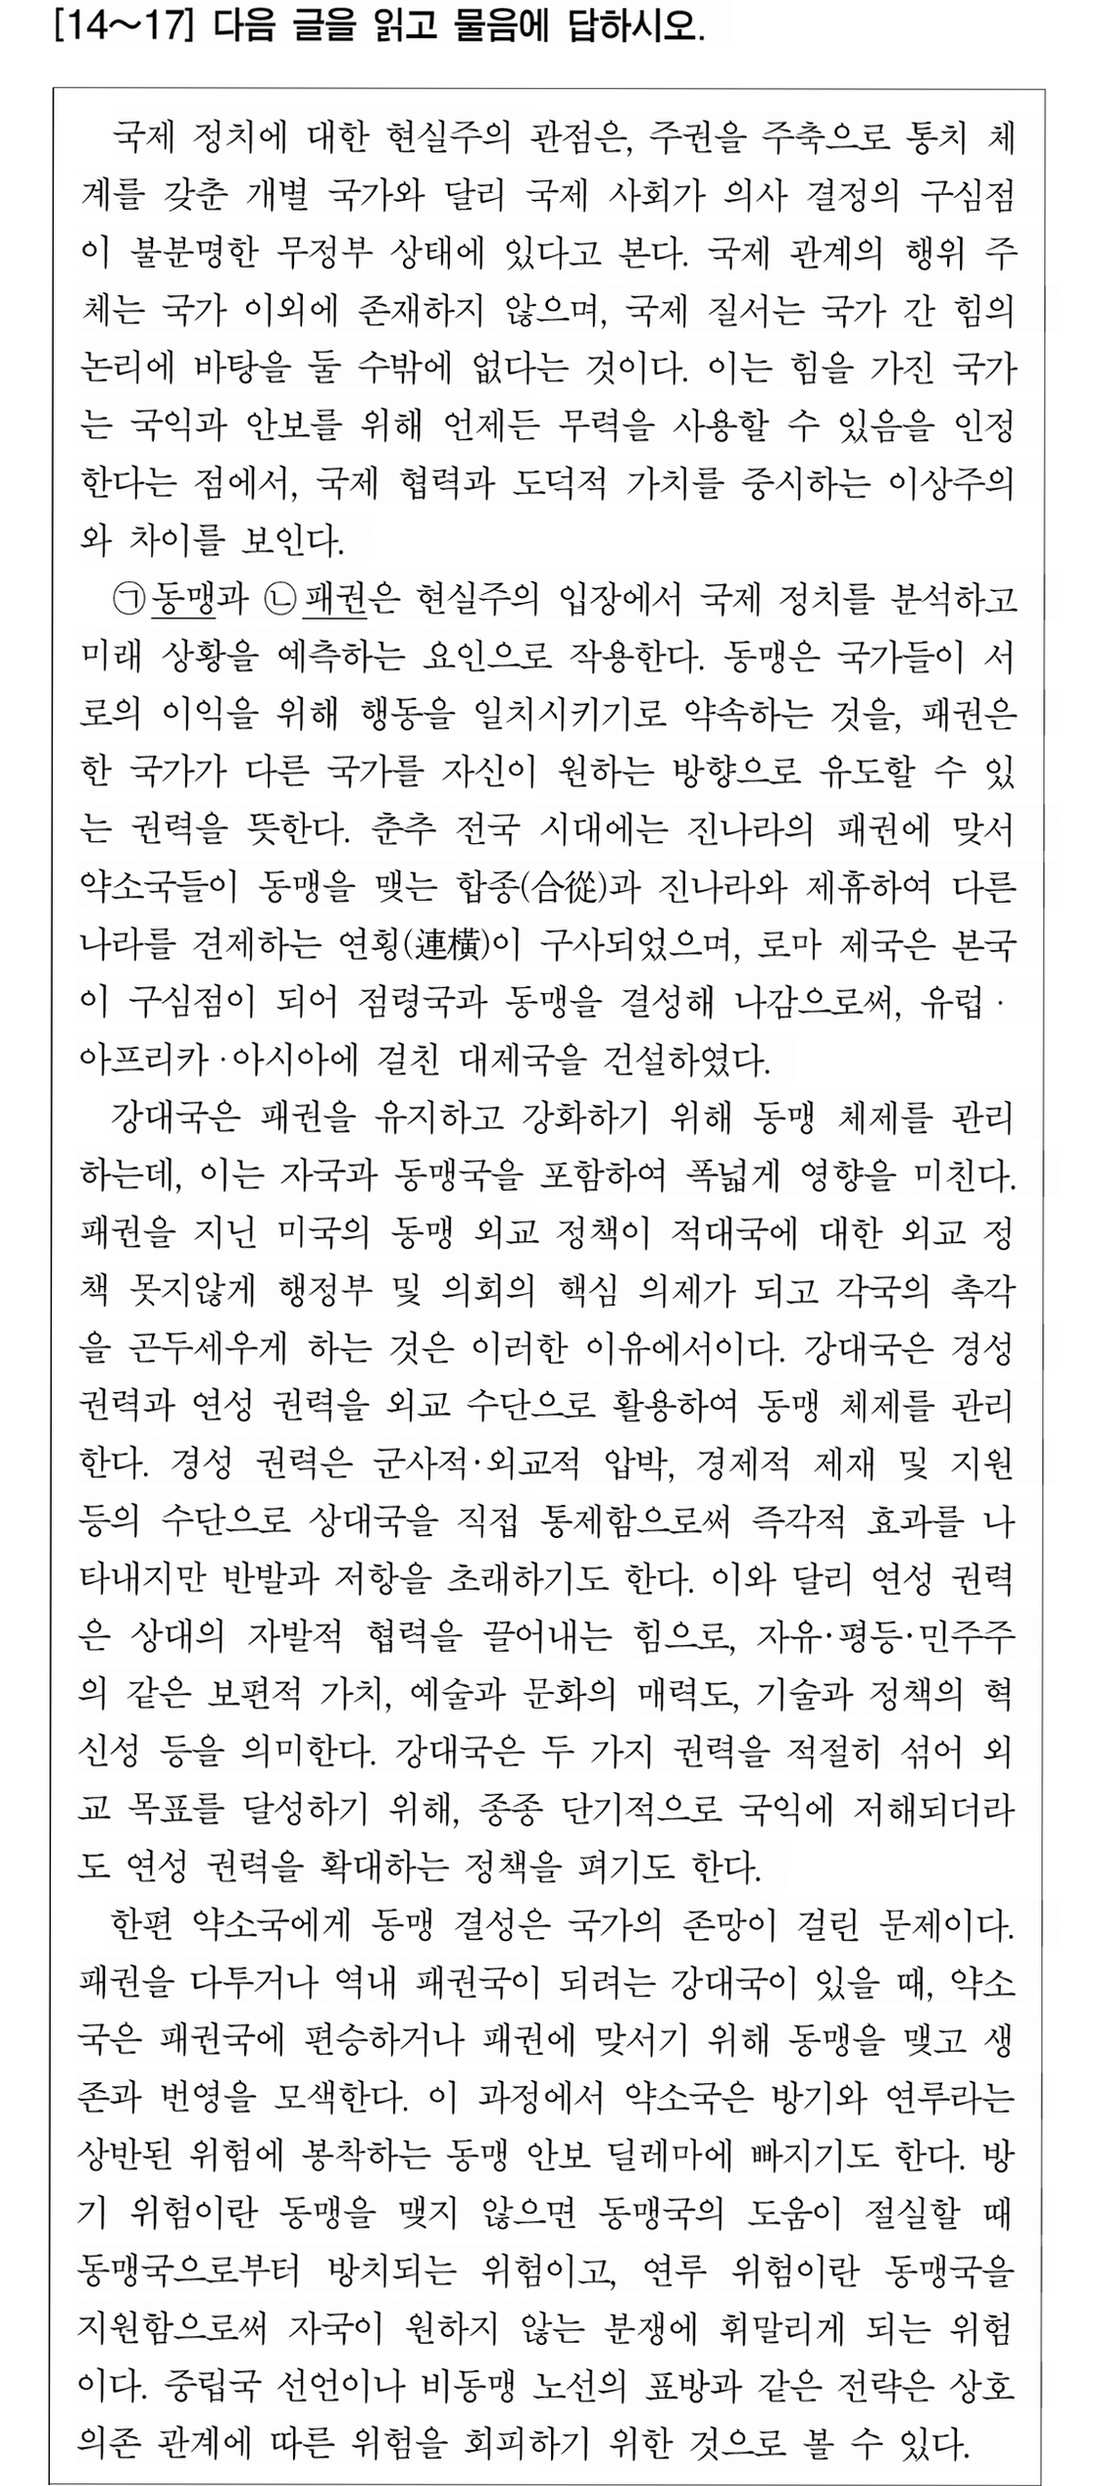 [14～17] 다음 글을 읽고 물음에 답하시오.
국제 정치에 대한 현실주의 관점은, 주권을 주축으로 통치 체
계를 갖춘 개별 국가와 달리 국제 사회가 의사 결정의 구심점
이 불분명한 무정부 상태에 있다고 본다. 국제 관계의 행위 주
체는 국가 이외에 존재하지 않으며, 국제 질서는 국가 간 힘의
논리에 바탕을 둘 수밖에 없다는 것이다. 이는 힘을 가진 국가
는 국익과 안보를 위해 언제든 무력을 사용할 수 있음을 인정
한다는 점에서, 국제 협력과 도덕적 가치를 중시하는 이상주의
와 차이를 보인다.
㉠동맹과 ㉡패권은 현실주의 입장에서 국제 정치를 분석하고
미래 상황을 예측하는 요인으로 작용한다. 동맹은 국가들이 서
로의 이익을 위해 행동을 일치시키기로 약속하는 것을, 패권은
한 국가가 다른 국가를 자신이 원하는 방향으로 유도할 수 있
는 권력을 뜻한다. 춘추 전국 시대에는 진나라의 패권에 맞서
약소국들이 동맹을 맺는 합종(合從)과 진나라와 제휴하여 다른
나라를 견제하는 연횡(連橫)이 구사되었으며, 로마 제국은 본국
이 구심점이 되어 점령국과 동맹을 결성해 나감으로써, 유럽·
아프리카·아시아에 걸친 대제국을 건설하였다.
강대국은 패권을 유지하고 강화하기 위해 동맹 체제를 관리
하는데, 이는 자국과 동맹국을 포함하여 폭넓게 영향을 미친다.
패권을 지닌 미국의 동맹 외교 정책이 적대국에 대한 외교 정
책 못지않게 행정부 및 의회의 핵심 의제가 되고 각국의 촉각
을 곤두세우게 하는 것은 이러한 이유에서이다. 강대국은 경성
권력과 연성 권력을 외교 수단으로 활용하여 동맹 체제를 관리
한다. 경성 권력은 군사적·외교적 압박, 경제적 제재 및 지원
등의 수단으로 상대국을 직접 통제함으로써 즉각적 효과를 나
타내지만 반발과 저항을 초래하기도 한다. 이와 달리 연성 권력
은 상대의 자발적 협력을 끌어내는 힘으로, 자유·평등·민주주
의 같은 보편적 가치, 예술과 문화의 매력도, 기술과 정책의 혁
신성 등을 의미한다. 강대국은 두 가지 권력을 적절히 섞어 외
교 목표를 달성하기 위해, 종종 단기적으로 국익에 저해되더라
도 연성 권력을 확대하는 정책을 펴기도 한다.
한편 약소국에게 동맹 결성은 국가의 존망이 걸린 문제이다.
패권을 다투거나 역내 패권국이 되려는 강대국이 있을 때, 약소
국은 패권국에 편승하거나 패권에 맞서기 위해 동맹을 맺고 생
존과 번영을 모색한다. 이 과정에서 약소국은 방기와 연루라는
상반된 위험에 봉착하는 동맹 안보 딜레마에 빠지기도 한다. 방
기 위험이란 동맹을 맺지 않으면 동맹국의 도움이 절실할 때
동맹국으로부터 방치되는 위험이고, 연루 위험이란 동맹국을
지원함으로써 자국이 원하지 않는 분쟁에 휘말리게 되는 위험
이다. 중립국 선언이나 비동맹 노선의 표방과 같은 전략은 상호
의존 관계에 따른 위험을 회피하기 위한 것으로 볼 수 있다.